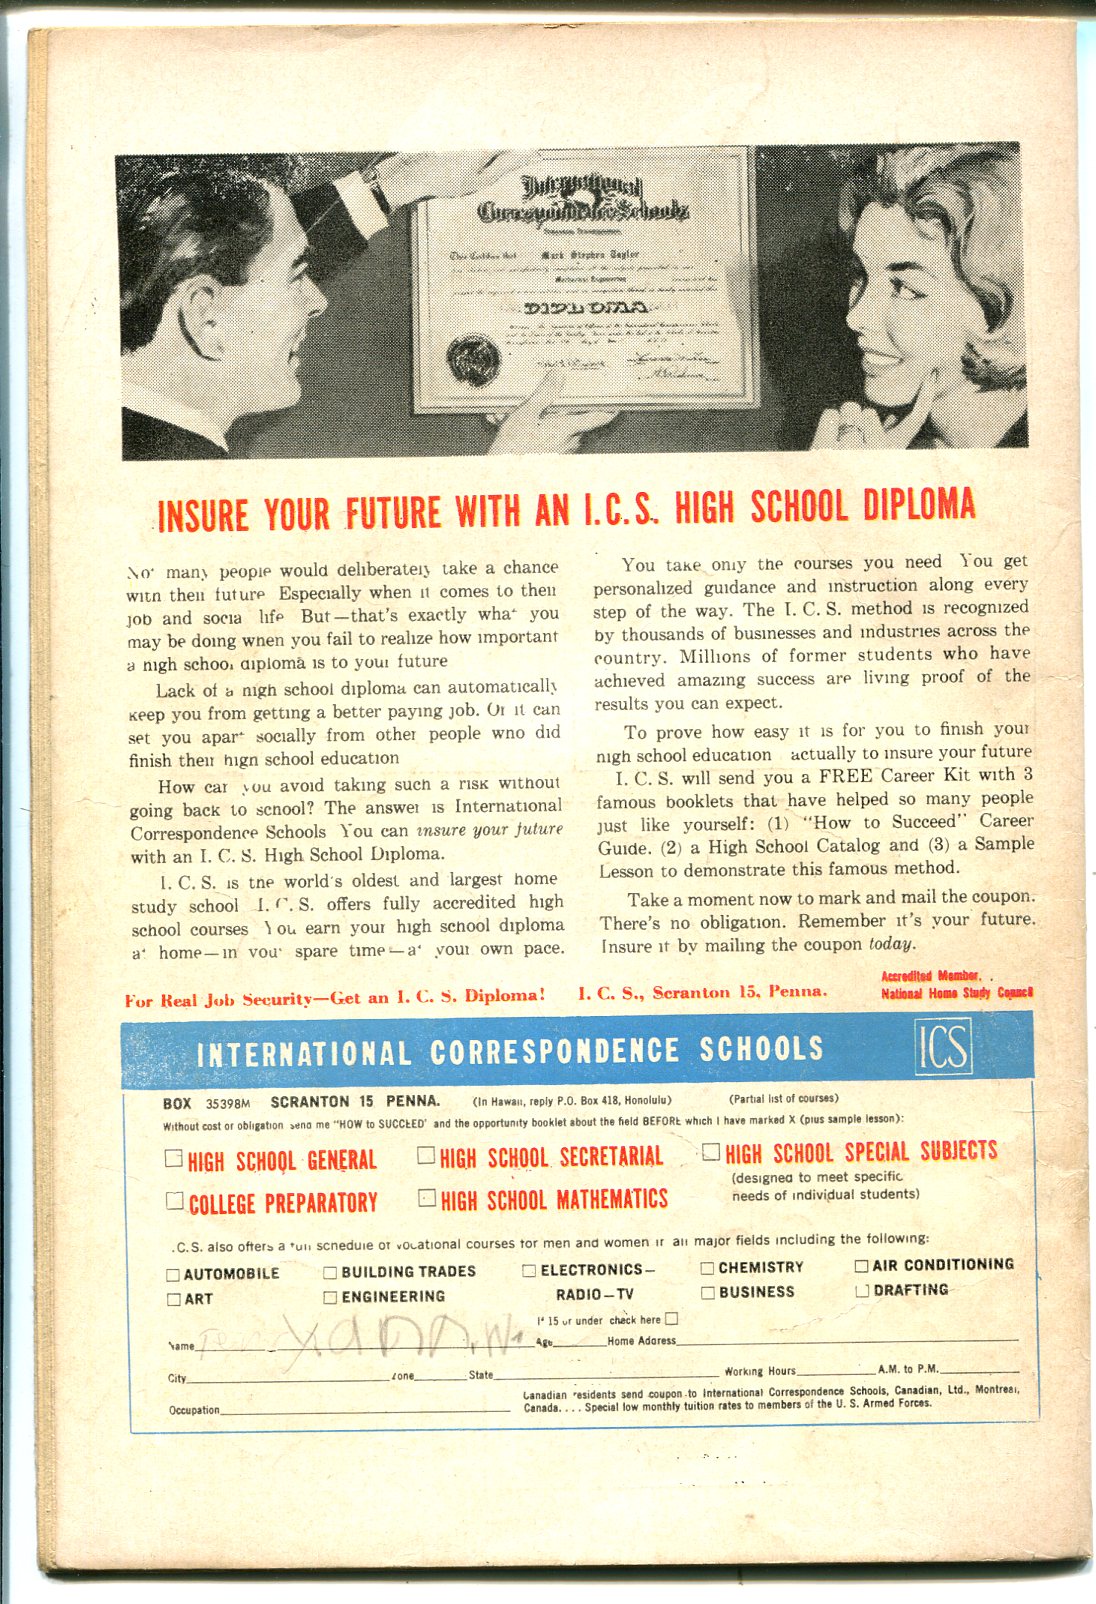 International
Correspondence Schools
This Certifies that Mark Stephen Taylor
Mechanical Engineering
DIPLOMA
INSURE YOUR FUTURE WITH AN I.C.S. HIGH SCHOOL DIPLOMA
Not many people would deliberately take a chance
with their future Especially when it comes to their
job and social life But—that's exactly what you
may be doing when you fail to realize how important
a high school diploma is to your future
Lack of a high school diploma can automatically
keep you from getting a better paying job. Or it can
set you apart socially from other people who did
finish their high school education
How can you avoid taking such a risk without
going back to school? The answer is International
Correspondence Schools You can insure your future
with an I. C. S. High School Diploma.
I. C. S. is the world's oldest and largest home
study school I. C. S. offers fully accredited high
school courses You earn your high school diploma
at home—in your spare time—at your own pace.
You take only the courses you need You get
personalized guidance and instruction along every
step of the way. The I. C. S. method is recognized
by thousands of businesses and industries across the
country. Millions of former students who have
achieved amazing success are living proof of the
results you can expect.
To prove how easy it is for you to finish your
high school education actually to insure your future
I. C. S. will send you a FREE Career Kit with 3
famous booklets that have helped so many people
just like yourself: (1) "How to Succeed" Career
Guide. (2) a High School Catalog and (3) a Sample
Lesson to demonstrate this famous method.
Take a moment now to mark and mail the coupon.
There's no obligation. Remember it's your future.
Insure it by mailing the coupon today.
For Real Job Security—Get an I. C. S. Diploma! I. C. S., Scranton 15, Penna.
Accredited Member,
National Home Study Council
INTERNATIONAL CORRESPONDENCE SCHOOLS ICS
BOX 35398M SCRANTON 15 PENNA. (In Hawaii, reply P.O. Box 418, Honolulu) (Partial list of courses)
Without cost or obligation send me "HOW to SUCCEED' and the opportunity booklet about the field BEFORE which I have marked X (plus sample lesson):
HIGH SCHOOL GENERAL HIGH SCHOOL SECRETARIAL HIGH SCHOOL SPECIAL SUBJECTS
(designed to meet specific
COLLEGE PREPARATORY HIGH SCHOOL MATHEMATICS needs of individual students)
I.C.S. also offers a full schedule of vocational courses for men and women in all major fields including the following:
AUTOMOBILE BUILDING TRADES ELECTRONICS— CHEMISTRY AIR CONDITIONING
ART ENGINEERING RADIO—TV BUSINESS DRAFTING
If 15 or under check here
Name Age Home Address
City Zone State Working Hours A.M. to P.M.
Occupation
Canadian residents send coupon to International Correspondence Schools, Canadian, Ltd., Montreal,
Canada. . . . Special low monthly tuition rates to members of the U. S. Armed Forces.